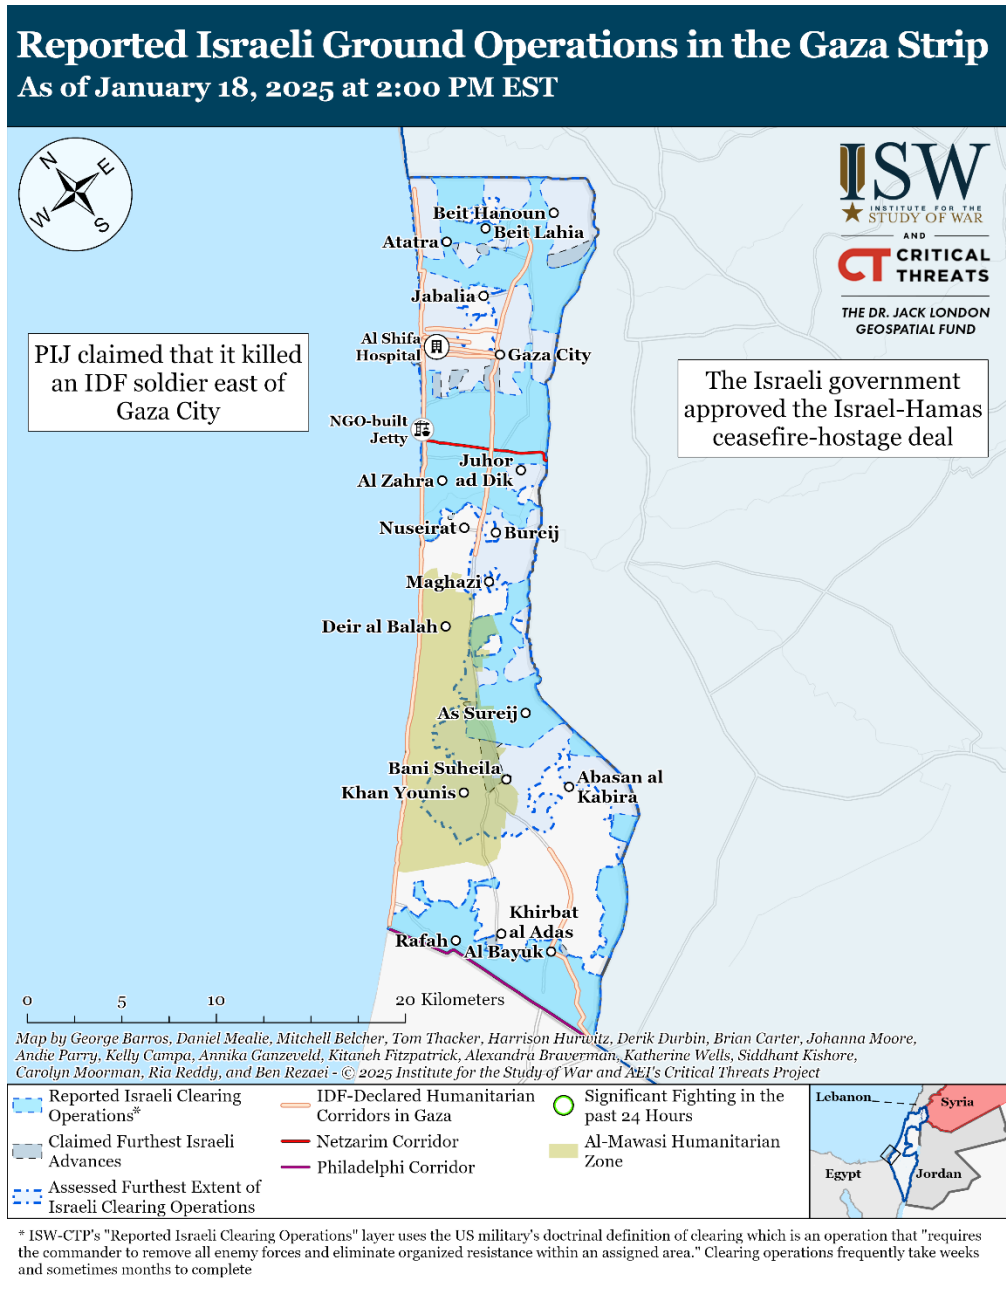 Reported Israeli Ground Operations in the Gaza Strip
As of January 18, 2025 at 2:00 PM EST
N
E
W
S
ISW
INSTITUTE FOR THE
STUDY OF WAR
AND
CT CRITICAL
THREATS
THE DR. JACK LONDON
GEOSPATIAL FUND
PIJ claimed that it killed
an IDF soldier east of
Gaza City
The Israeli government
approved the Israel-Hamas
ceasefire-hostage deal
Beit Hanoun
Beit Lahia
Atatra
Jabalia
Al Shifa
Hospital
Gaza City
NGO-built
Jetty
Juhor
ad Dik
Al Zahra
Nuseirat
Bureij
Maghazi
Deir al Balah
As Sureij
Bani Suheila
Abasan al
Kabira
Khan Younis
Khirbat
al Adas
Rafah
Al Bayuk
0 5 10 20 Kilometers
Map by George Barros, Daniel Mealie, Mitchell Belcher, Tom Thacker, Harrison Hurwitz, Derik Durbin, Brian Carter, Johanna Moore,
Andie Parry, Kelly Campa, Annika Ganzeveld, Kitaneh Fitzpatrick, Alexandra Braverman, Katherine Wells, Siddhant Kishore,
Carolyn Moorman, Ria Reddy, and Ben Rezaei - © 2025 Institute for the Study of War and AEI's Critical Threats Project
Reported Israeli Clearing
Operations*
Claimed Furthest Israeli
Advances
Assessed Furthest Extent of
Israeli Clearing Operations
IDF-Declared Humanitarian
Corridors in Gaza
Netzarim Corridor
Philadelphi Corridor
Significant Fighting in the
past 24 Hours
Al-Mawasi Humanitarian
Zone
Lebanon
Syria
Egypt
Jordan
* ISW-CTP's "Reported Israeli Clearing Operations" layer uses the US military's doctrinal definition of clearing which is an operation that "requires
the commander to remove all enemy forces and eliminate organized resistance within an assigned area." Clearing operations frequently take weeks
and sometimes months to complete